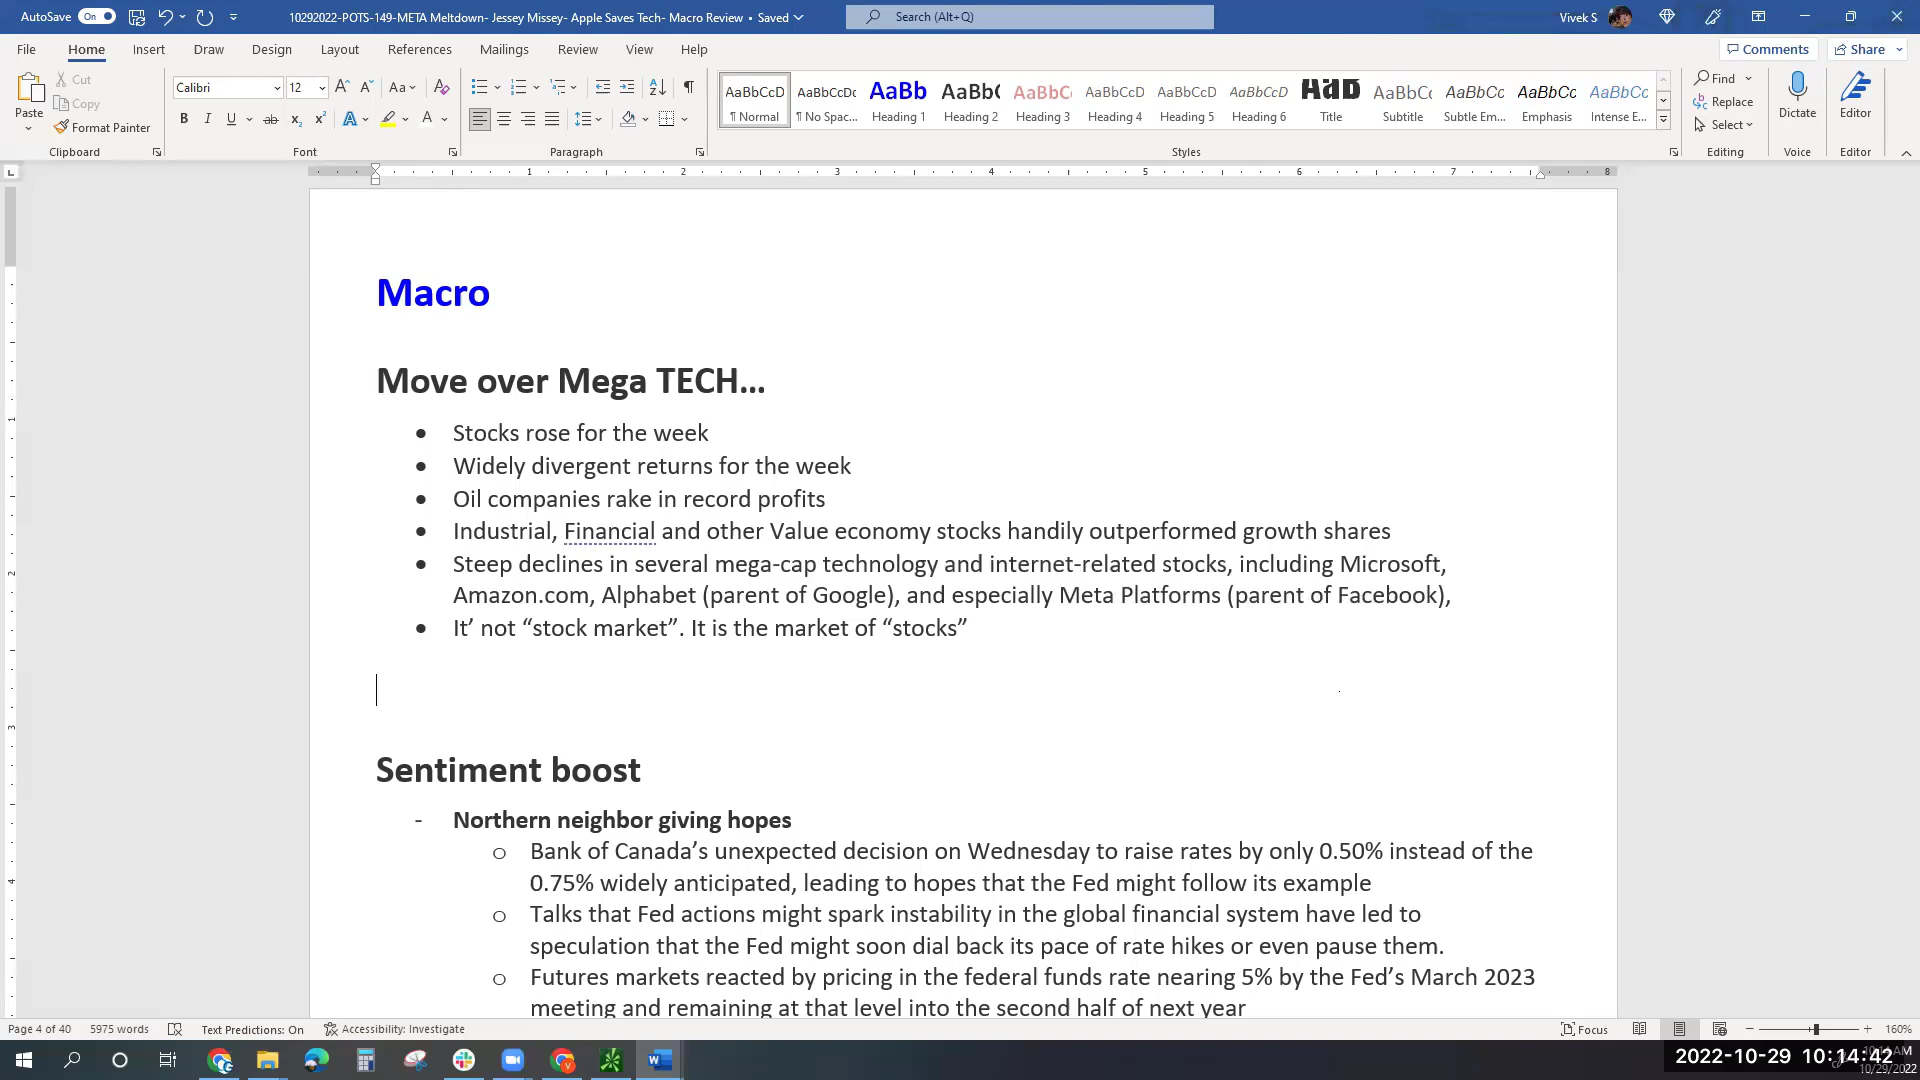 AutoSave On 10292022-POTS-149-META Meltdown- Jessey Missey- Apple Saves Tech- Macro Review • Saved Search (Alt+Q) Vivek S
File Home Insert Draw Design Layout References Mailings Review View Help Comments Share
Paste Cut Copy Format Painter Clipboard
Calibri 12 Font
Paragraph
AaBbCcD ¶ Normal
AaBbCcDc ¶ No Spac...
AaBb Heading 1
AaBb( Heading 2
AaBbCc Heading 3
AaBbCcD Heading 4
AaBbCcD Heading 5
AaBbCcD Heading 6
AaB Title
AaBbCc Subtitle
AaBbCc Subtle Em...
AaBbCc Emphasis
AaBbCc Intense E...
Styles
Find Replace Select Editing
Dictate Voice
Editor Editor
1 2 3 4 5 6 7 8
Macro
Move over Mega TECH...
• Stocks rose for the week
• Widely divergent returns for the week
• Oil companies rake in record profits
• Industrial, Financial and other Value economy stocks handily outperformed growth shares
• Steep declines in several mega-cap technology and internet-related stocks, including Microsoft,
Amazon.com, Alphabet (parent of Google), and especially Meta Platforms (parent of Facebook),
• It’ not “stock market”. It is the market of “stocks”
Sentiment boost
- Northern neighbor giving hopes
o Bank of Canada’s unexpected decision on Wednesday to raise rates by only 0.50% instead of the
0.75% widely anticipated, leading to hopes that the Fed might follow its example
o Talks that Fed actions might spark instability in the global financial system have led to
speculation that the Fed might soon dial back its pace of rate hikes or even pause them.
o Futures markets reacted by pricing in the federal funds rate nearing 5% by the Fed’s March 2023
meeting and remaining at that level into the second half of next year
Page 4 of 40 5975 words Text Predictions: On Accessibility: Investigate Focus 160%
2022-10-29 10:14:42